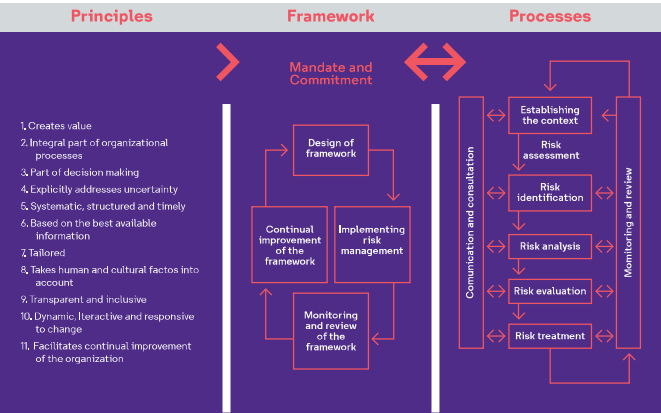 Principles
Framework
Processes
1. Creates value
2. Integral part of organizational
processes
3. Part of decision making
4. Explicitly addresses uncertainty
5. Systematic, structured and timely
6. Based on the best available
information
7. Tailored
8. Takes human and cultural factos into
account
9. Transparent and inclusive
10. Dynamic, Iteractive and responsive
to change
11. Facilitates continual improvement
of the organization
Mandate and
Commitment
Design of
framework
Continual
improvement
of the
framework
Implementing
risk
management
Monitoring
and review
of the
framework
Comunication and consultation
Establishing
the context
Risk
assessment
Risk
identification
Risk analysis
Risk evaluation
Risk treatment
Momitoring and review